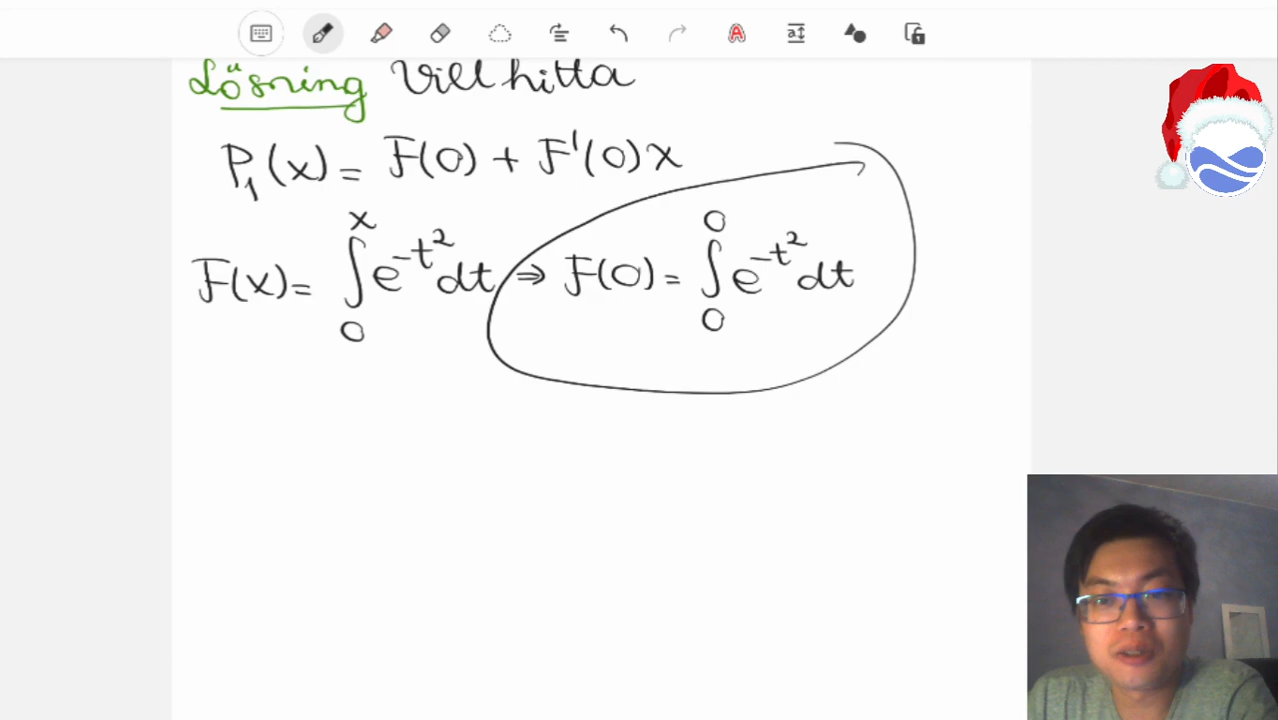 Lösning Vill hitta
P₁(x) = F(0) + F'(0)x
F(x) = ∫₀ˣ e^{-t²} dt ⇒ F(0) = ∫₀⁰ e^{-t²} dt